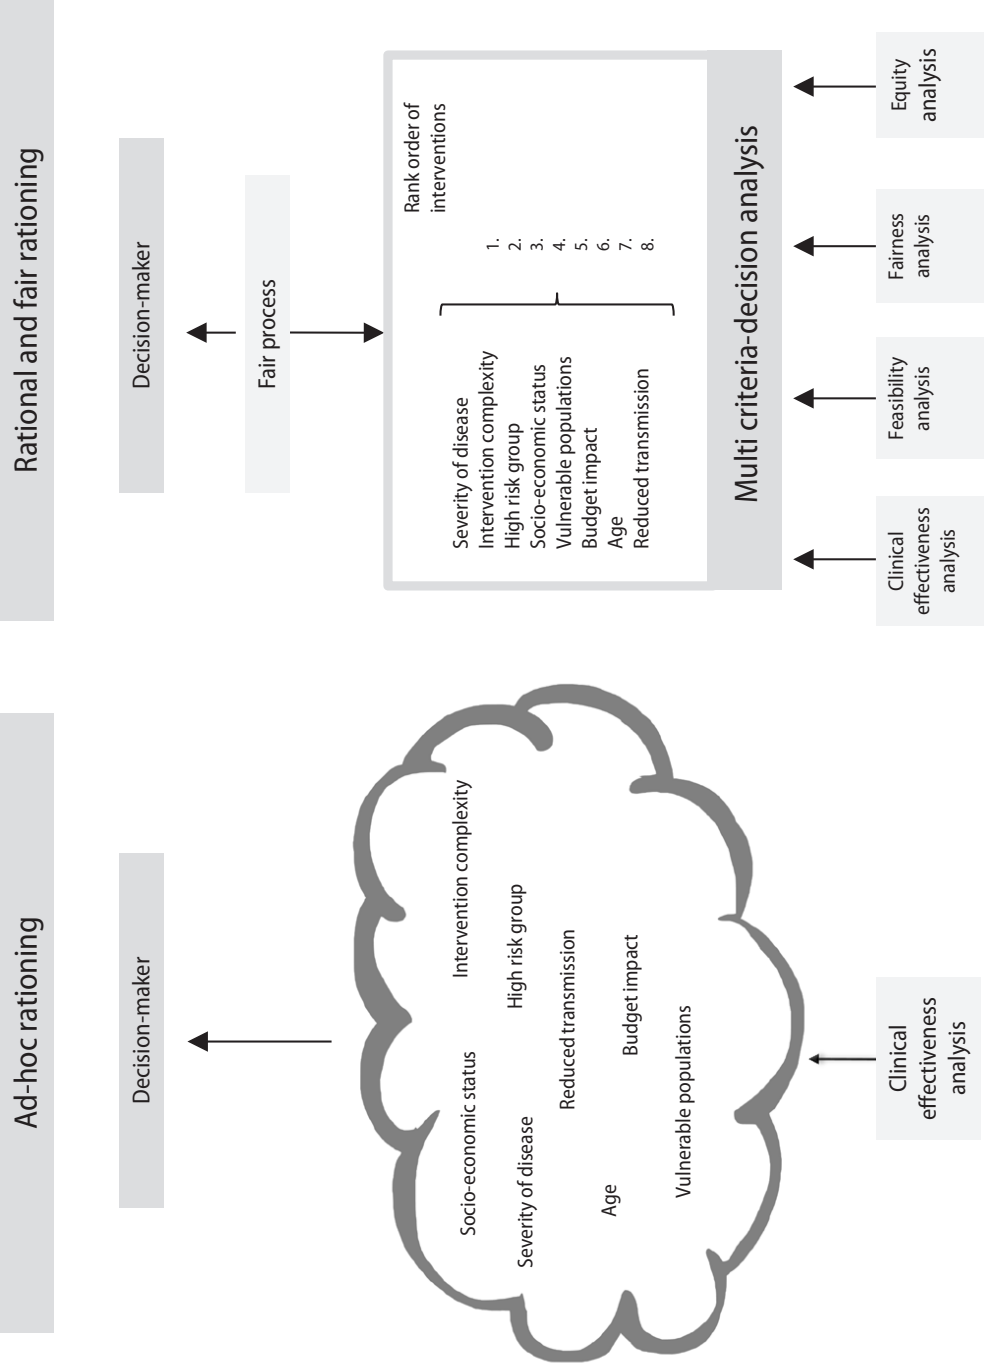 Ad-hoc rationing
Decision-maker
Socio-economic status
Intervention complexity
Severity of disease
High risk group
Reduced transmission
Age
Budget impact
Vulnerable populations
Clinical
effectiveness
analysis
Rational and fair rationing
Decision-maker
Fair process
Rank order of
interventions
Severity of disease
Intervention complexity
High risk group
Socio-economic status
Vulnerable populations
Budget impact
Age
Reduced transmission
1.
2.
3.
4.
5.
6.
7.
8.
Multi criteria-decision analysis
Clinical
effectiveness
analysis
Feasibility
analysis
Fairness
analysis
Equity
analysis